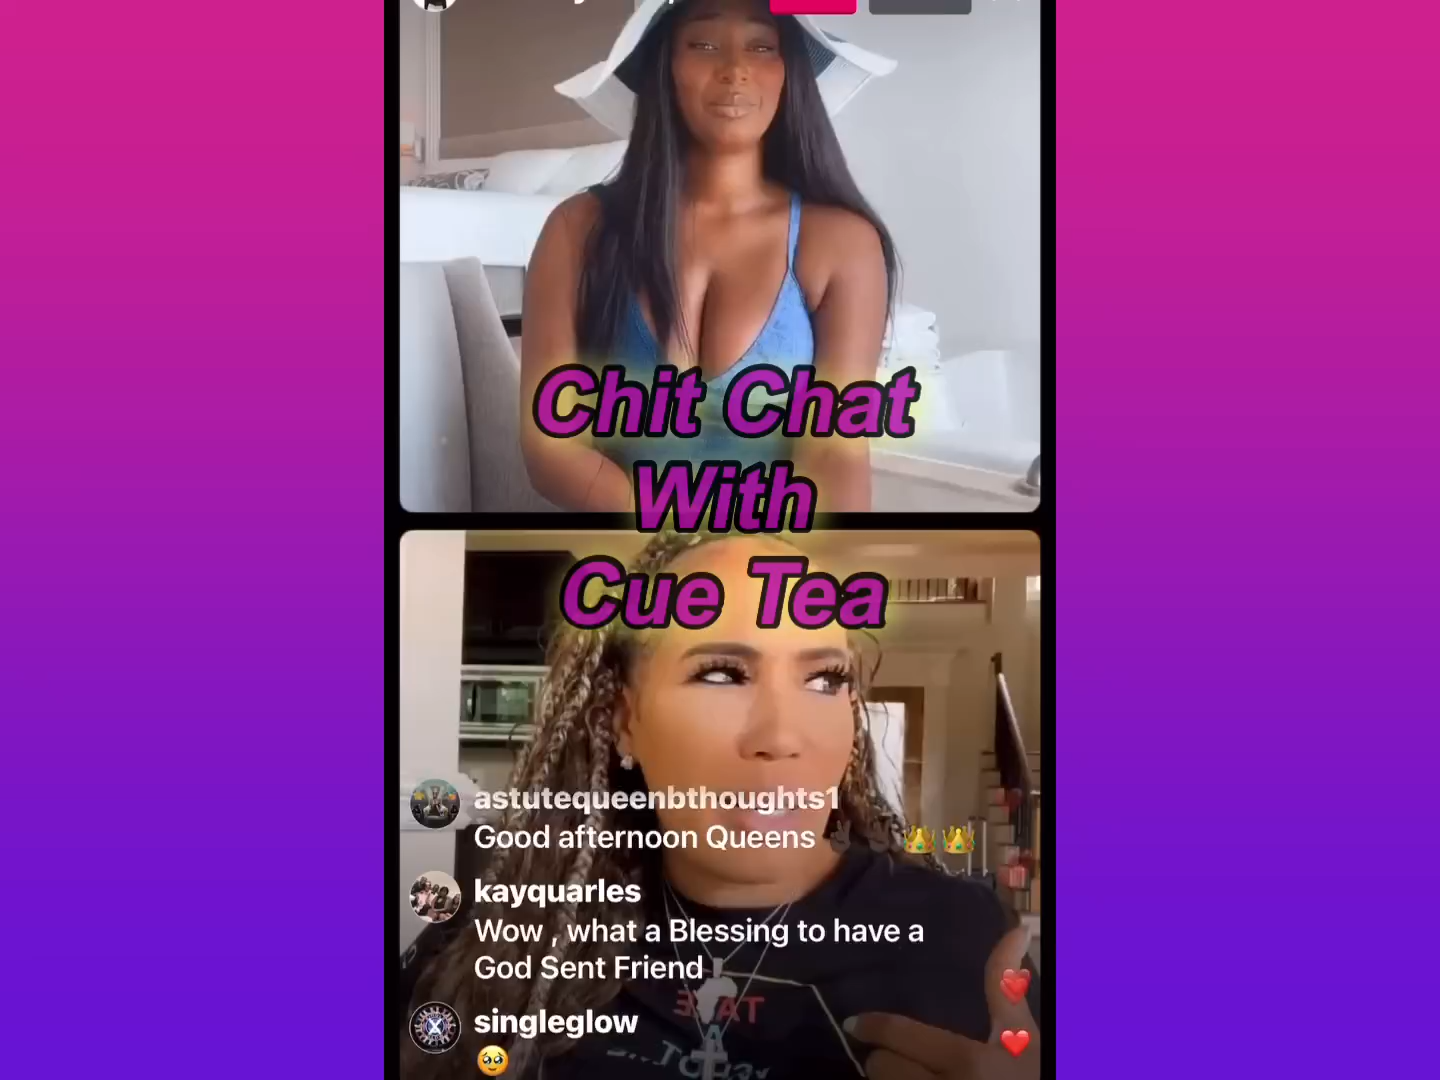 Chit Chat
With
Cue Tea
astutequeenbthoughts1
Good afternoon Queens ✌🏿✌🏿👑👑
kayquarles
Wow , what a Blessing to have a
God Sent Friend
singleglow
🥹